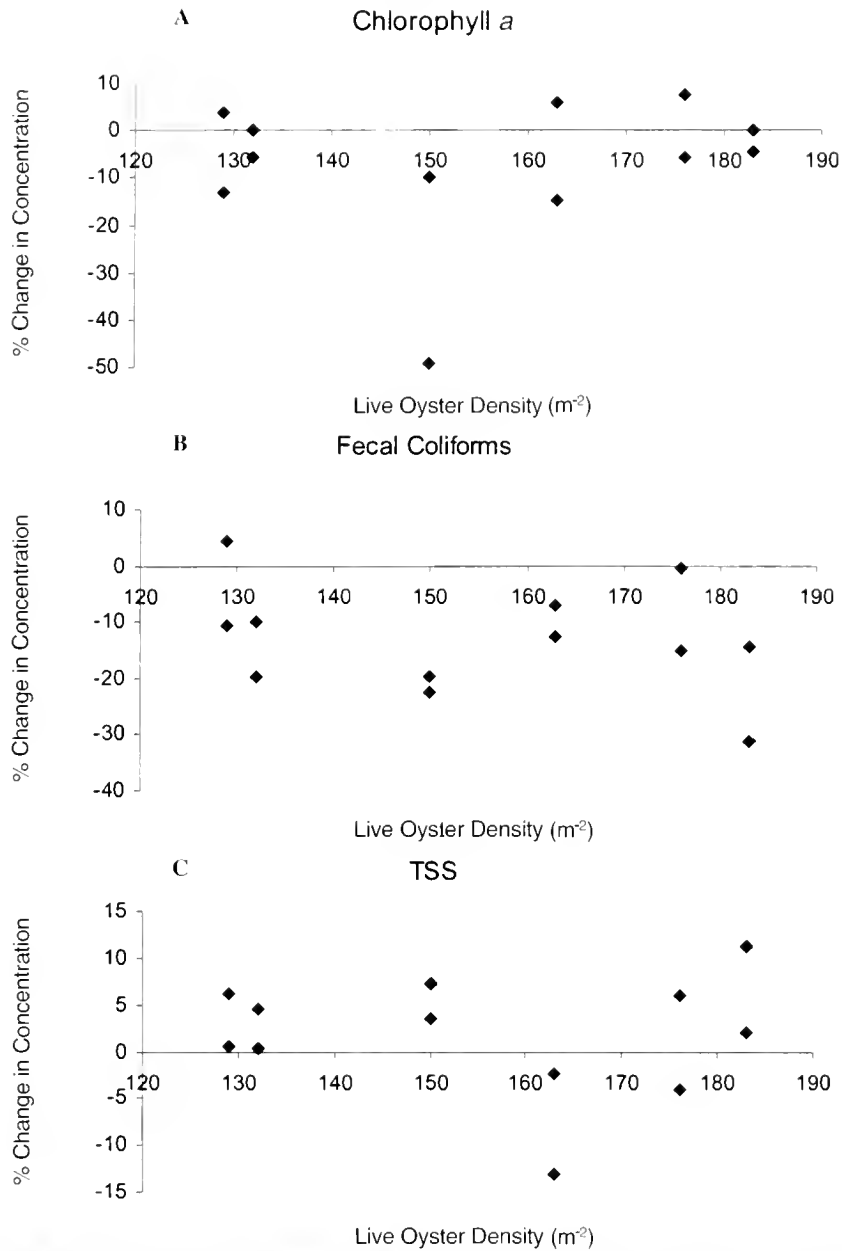 A
Chlorophyll a
% Change in Concentration
10
0
-10
-20
-30
-40
-50
120 130 140 150 160 170 180 190
Live Oyster Density (m⁻²)
B
Fecal Coliforms
% Change in Concentration
10
0
-10
-20
-30
-40
120 130 140 150 160 170 180 190
Live Oyster Density (m⁻²)
C
TSS
% Change in Concentration
15
10
5
0
-5
-10
-15
120 130 140 150 160 170 180 190
Live Oyster Density (m⁻²)